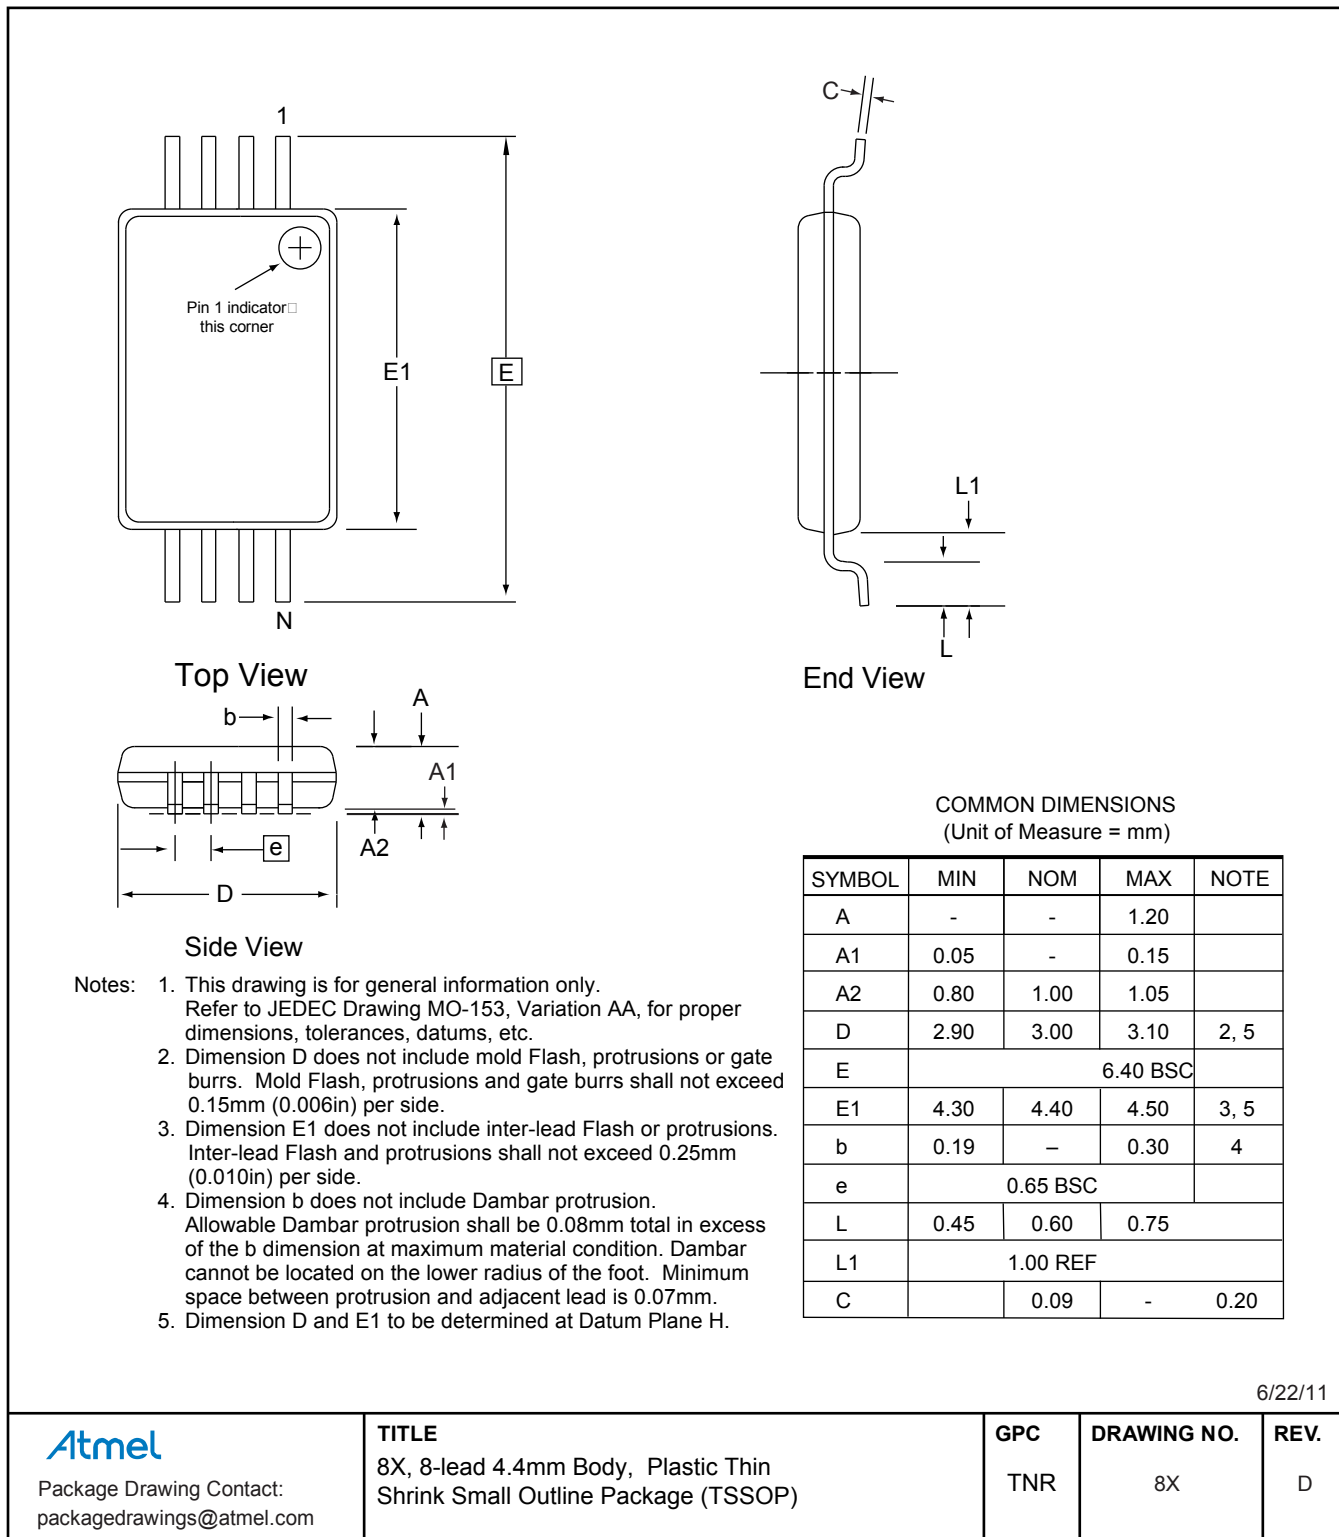 1
Pin 1 indicator□
this corner
E1
E
N
Top View
C
L1
L
End View
b
A
A1
A2
e
D
Side View
COMMON DIMENSIONS
(Unit of Measure = mm)
SYMBOL MIN NOM MAX NOTE
A - - 1.20
A1 0.05 - 0.15
A2 0.80 1.00 1.05
D 2.90 3.00 3.10 2, 5
E 6.40 BSC
E1 4.30 4.40 4.50 3, 5
b 0.19 – 0.30 4
e 0.65 BSC
L 0.45 0.60 0.75
L1 1.00 REF
C 0.09 - 0.20
Notes: 1. This drawing is for general information only.
Refer to JEDEC Drawing MO-153, Variation AA, for proper
dimensions, tolerances, datums, etc.
2. Dimension D does not include mold Flash, protrusions or gate
burrs. Mold Flash, protrusions and gate burrs shall not exceed
0.15mm (0.006in) per side.
3. Dimension E1 does not include inter-lead Flash or protrusions.
Inter-lead Flash and protrusions shall not exceed 0.25mm
(0.010in) per side.
4. Dimension b does not include Dambar protrusion.
Allowable Dambar protrusion shall be 0.08mm total in excess
of the b dimension at maximum material condition. Dambar
cannot be located on the lower radius of the foot. Minimum
space between protrusion and adjacent lead is 0.07mm.
5. Dimension D and E1 to be determined at Datum Plane H.
6/22/11
Atmel
Package Drawing Contact:
packagedrawings@atmel.com
TITLE
8X, 8-lead 4.4mm Body, Plastic Thin
Shrink Small Outline Package (TSSOP)
GPC
TNR
DRAWING NO.
8X
REV.
D